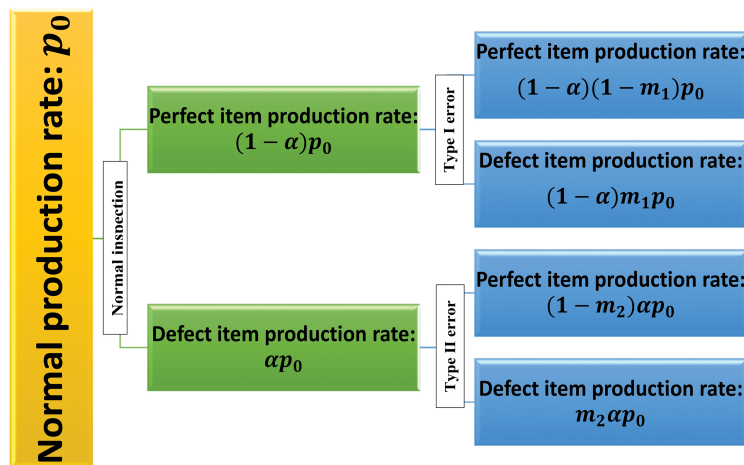 Normal production rate: p₀
Normal inspection
Perfect item production rate:
(1 − α)p₀
Defect item production rate:
αp₀
Type I error
Type II error
Perfect item production rate:
(1 − α)(1 − m₁)p₀
Defect item production rate:
(1 − α)m₁p₀
Perfect item production rate:
(1 − m₂)αp₀
Defect item production rate:
m₂αp₀